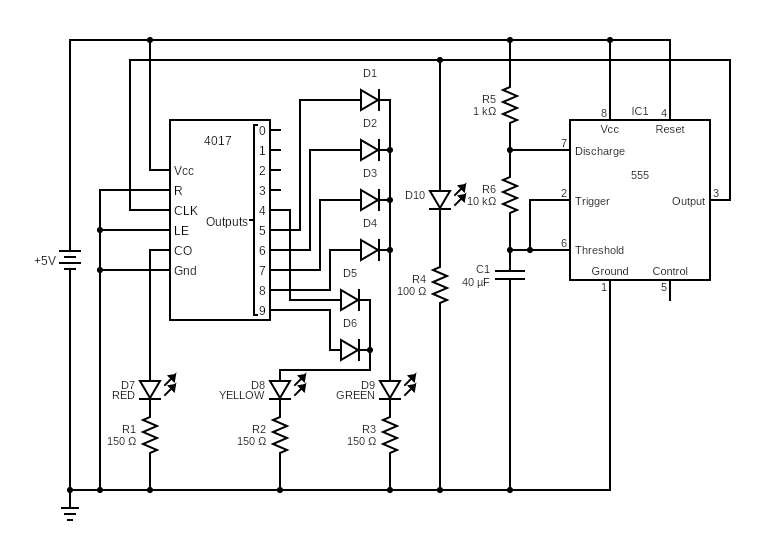 D1
D2
D3
D4
D5
D6
4017
Vcc
R
CLK
LE
CO
Gnd
Outputs
0
1
2
3
4
5
6
7
8
9
+5V
D7
RED
R1
150 Ω
D8
YELLOW
R2
150 Ω
D9
GREEN
R3
150 Ω
D10
R4
100 Ω
R5
1 kΩ
R6
10 kΩ
C1
40 µF
8
IC1
4
Vcc
Reset
7
Discharge
555
2
Trigger
Output
3
6
Threshold
Ground
Control
1
5